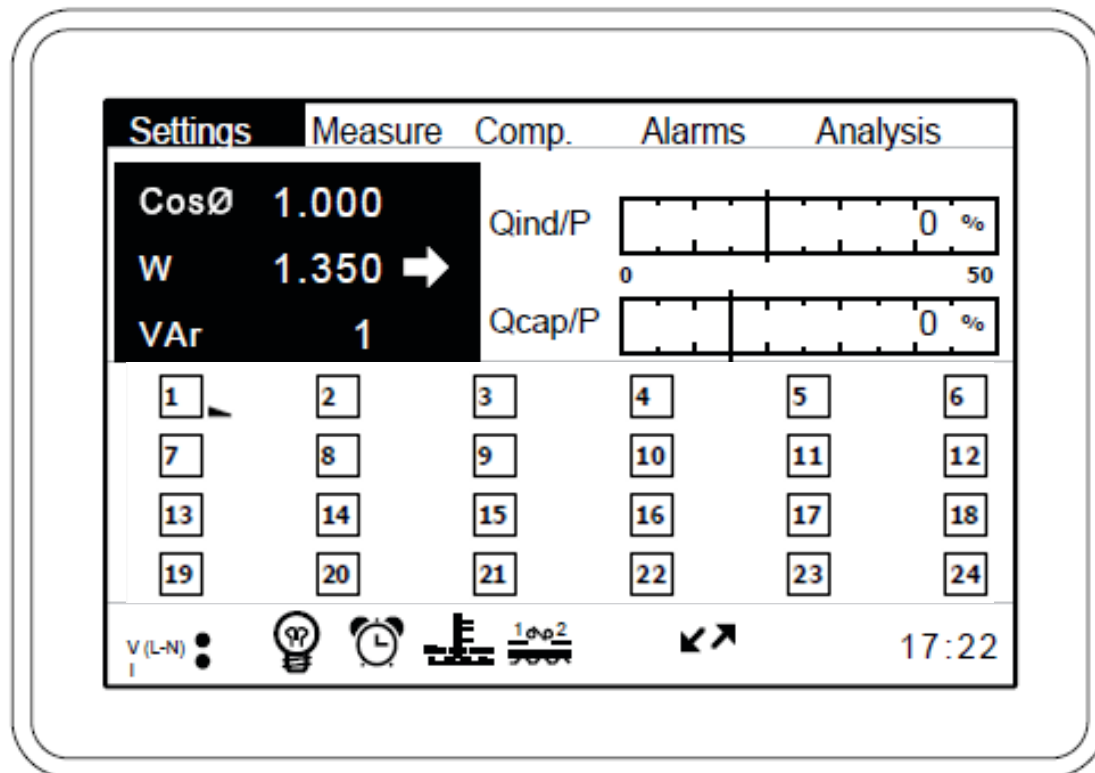 Settings Measure Comp. Alarms Analysis
CosØ 1.000
W 1.350
VAr 1
Qind/P 0 %
0 50
Qcap/P 0 %
1 2 3 4 5 6
7 8 9 10 11 12
13 14 15 16 17 18
19 20 21 22 23 24
V (L-N)
I
1 2
17:22